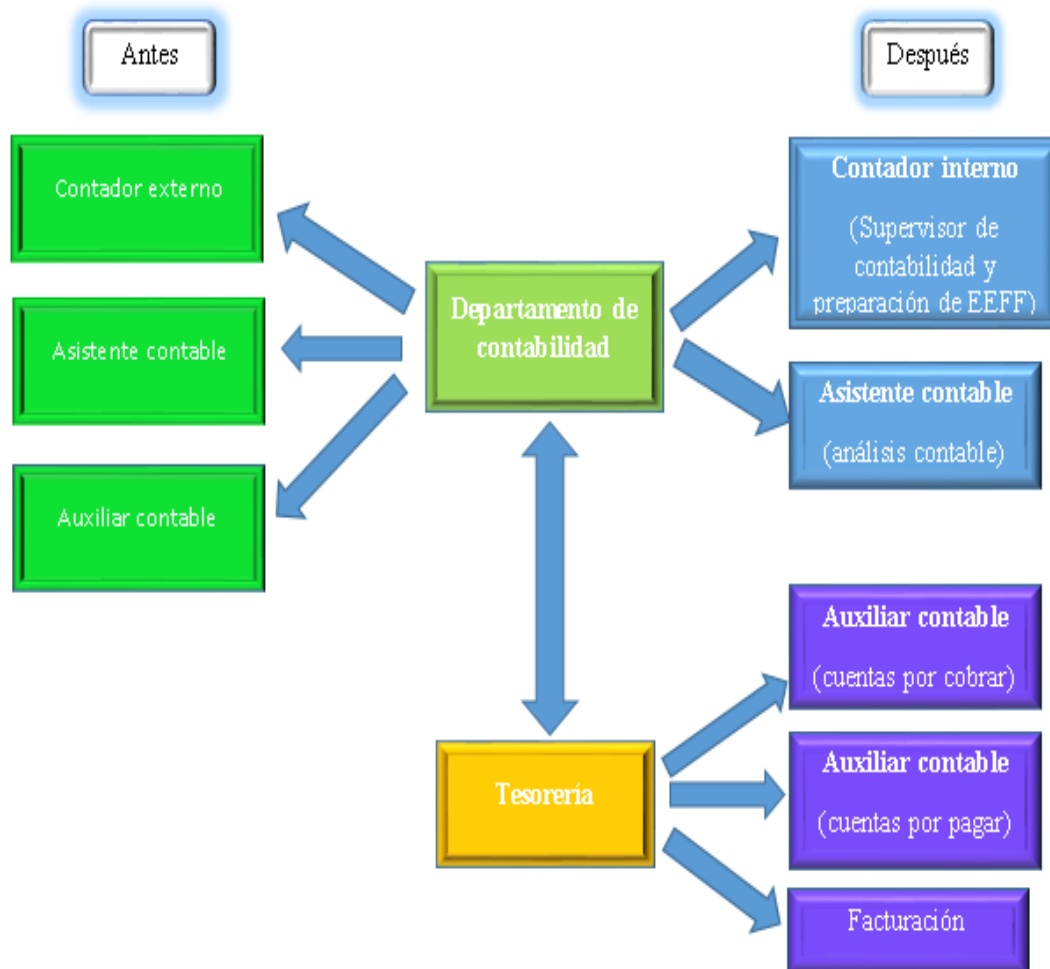 Antes
Después
Contador externo
Asistente contable
Auxiliar contable
Departamento de
contabilidad
Contador interno
(Supervisor de
contabilidad y
preparación de EEFF)
Asistente contable
(análisis contable)
Tesorería
Auxiliar contable
(cuentas por cobrar)
Auxiliar contable
(cuentas por pagar)
Facturación